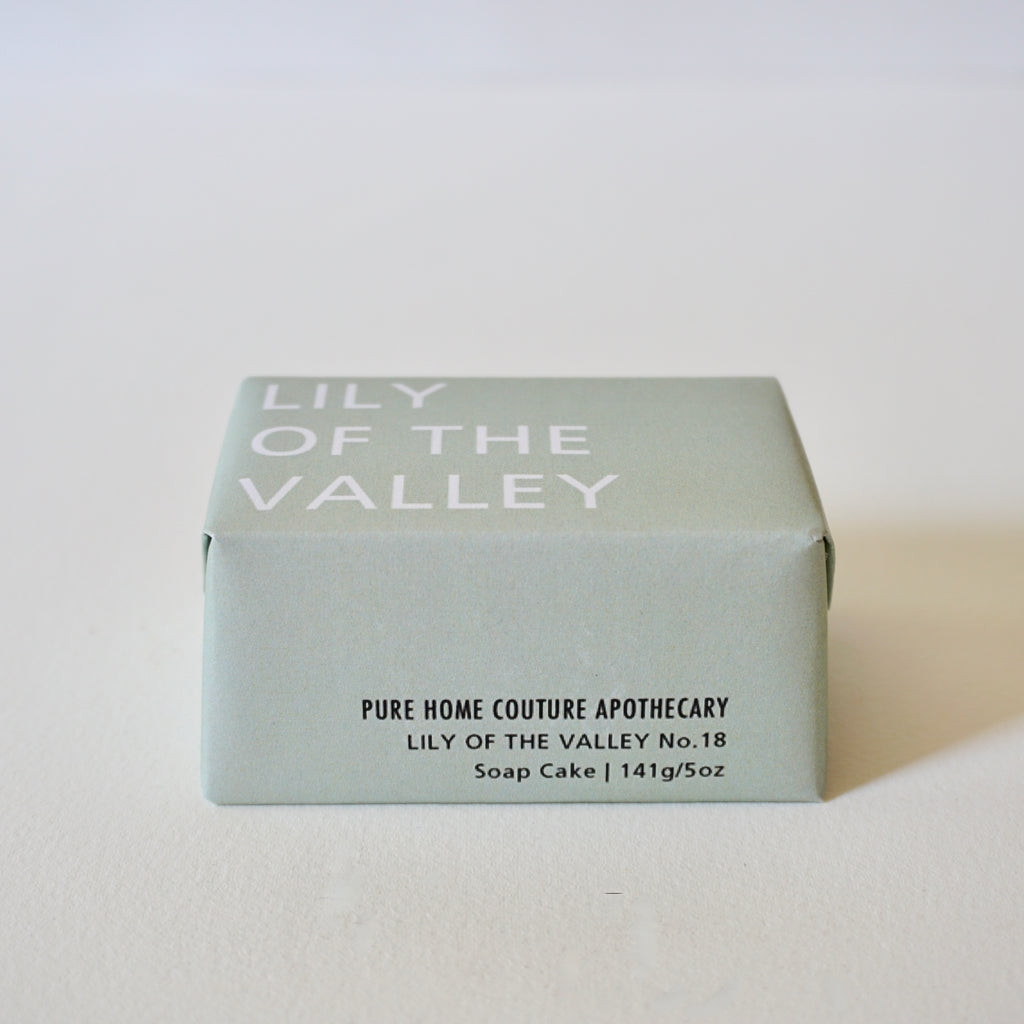 LILY
OF THE
VALLEY
PURE HOME COUTURE APOTHECARY
LILY OF THE VALLEY No.18
Soap Cake | 141g/5oz